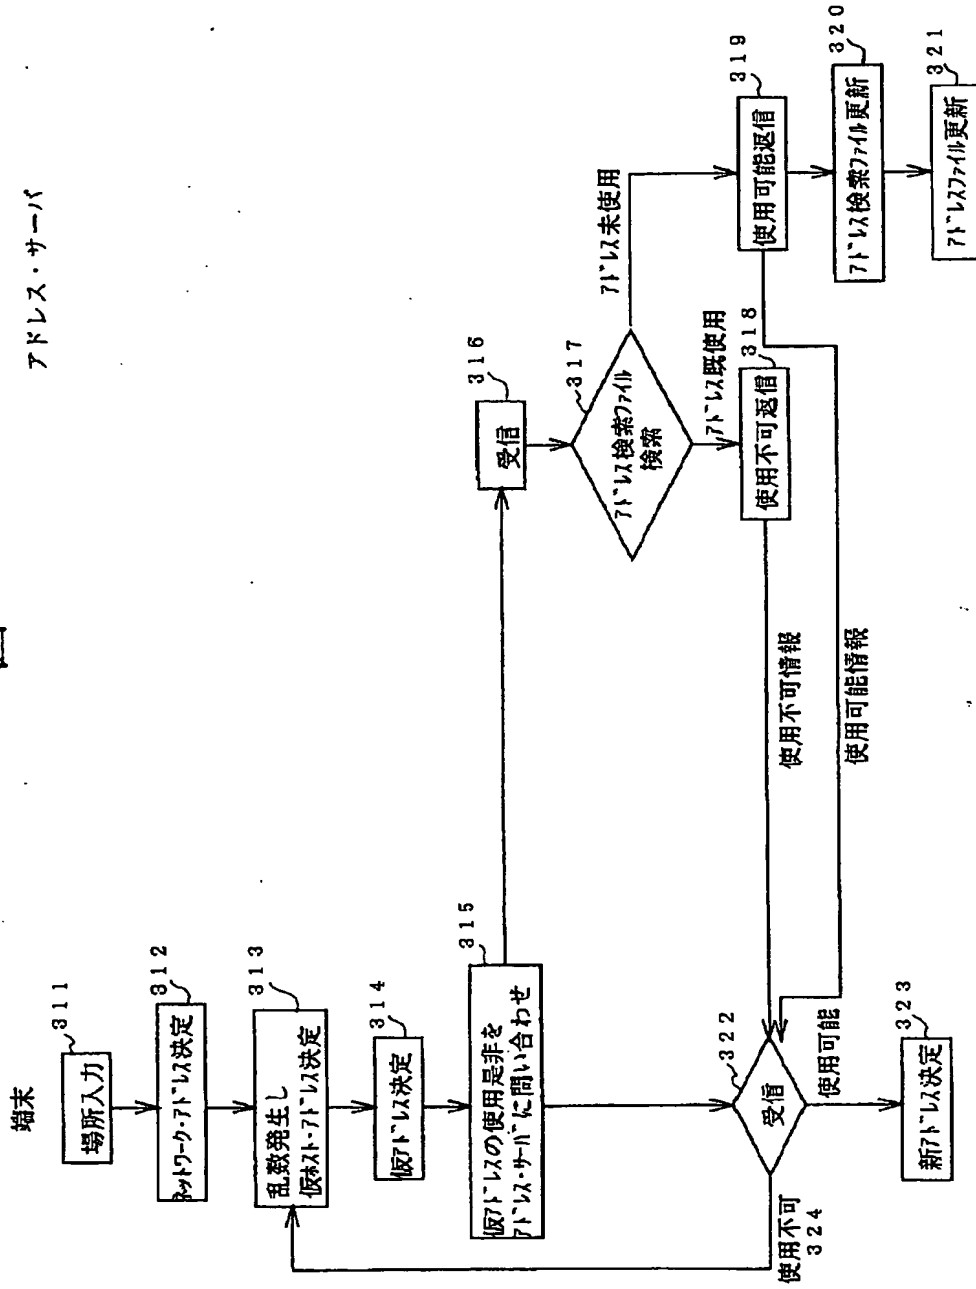 端末
アドレス・サーバ
311
場所入力
312
ネットワーク・アドレス決定
313
乱数発生し
仮ホスト・アドレス決定
314
仮アドレス決定
315
仮アドレスの使用是非を
アドレス・サーバに問い合わせ
316
受信
317
アドレス検索ファイル
検索
アドレス未使用
アドレス既使用
318
使用不可返信
319
使用可能返信
320
アドレス検索ファイル更新
321
アドレスファイル更新
使用不可情報
使用可能情報
322
受信
使用可能
323
新アドレス決定
使用不可
324